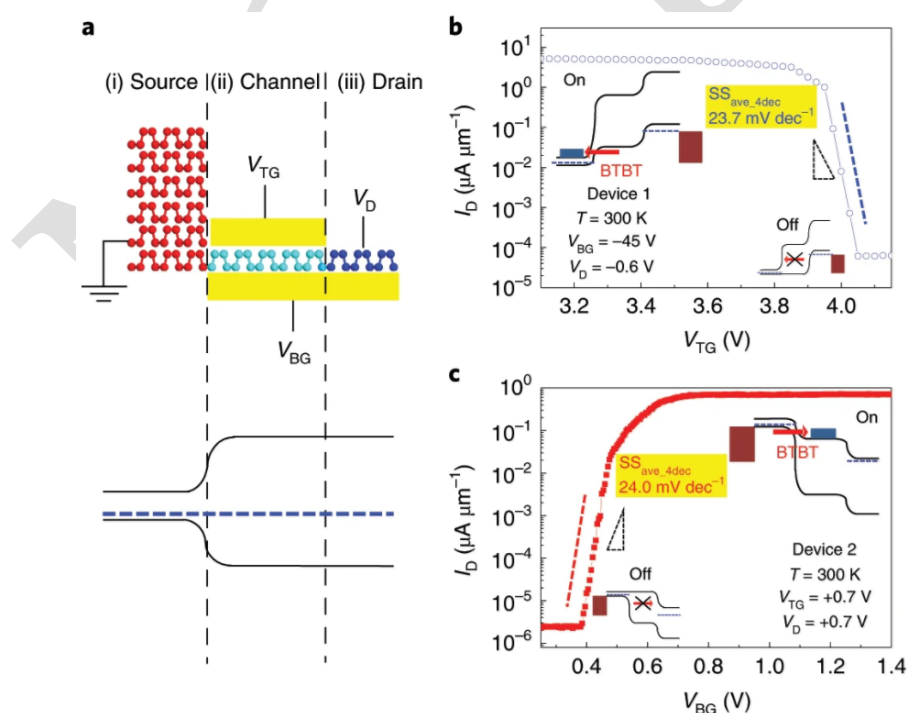 a
(i) Source (ii) Channel (iii) Drain
V_TG
V_D
V_BG
b
10^1
10^0
10^-1
10^-2
10^-3
10^-4
10^-5
I_D (µA µm^-1)
On
SS_ave_4dec
23.7 mV dec^-1
BTBT
Device 1
T = 300 K
V_BG = −45 V
V_D = −0.6 V
Off
3.2 3.4 3.6 3.8 4.0
V_TG (V)
c
10^0
10^-1
10^-2
10^-3
10^-4
10^-5
10^-6
I_D (µA µm^-1)
On
BTBT
SS_ave_4dec
24.0 mV dec^-1
Off
Device 2
T = 300 K
V_TG = +0.7 V
V_D = +0.7 V
0.4 0.6 0.8 1.0 1.2 1.4
V_BG (V)